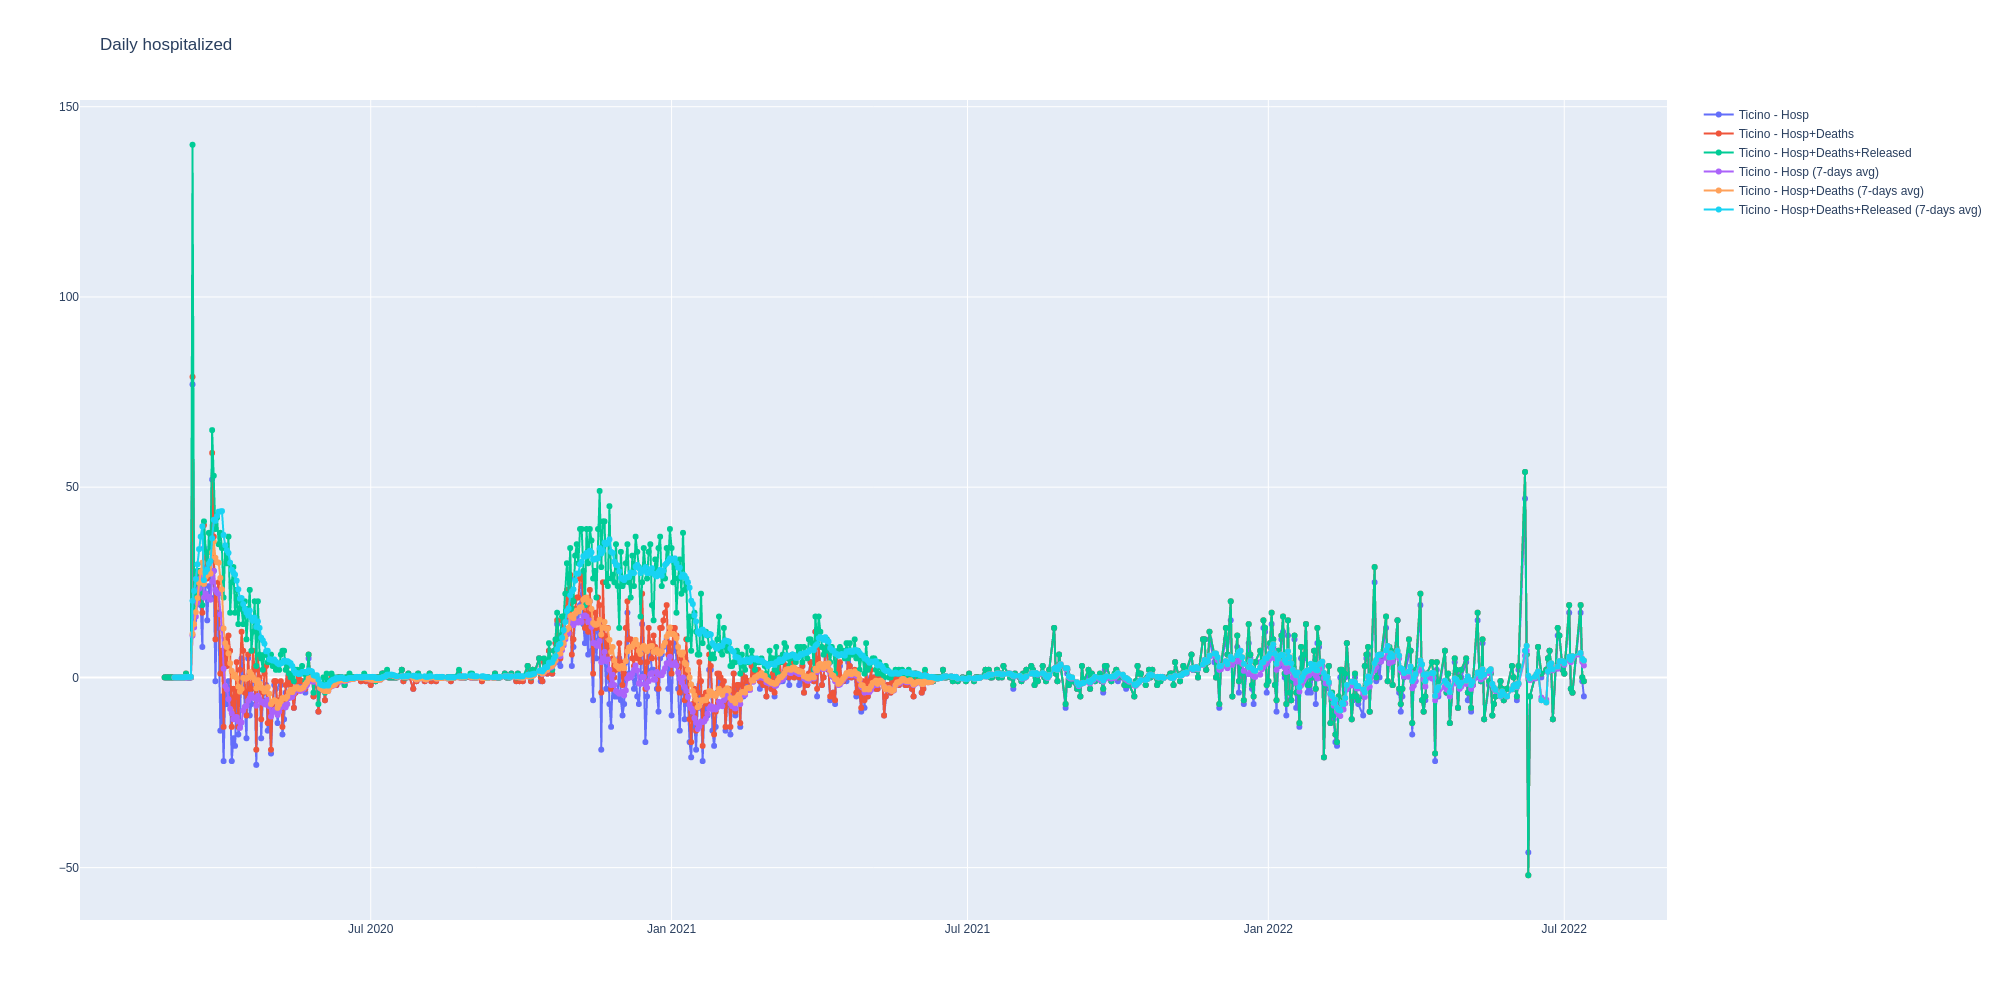 Daily hospitalized
150
100
50
0
−50
Jul 2020
Jan 2021
Jul 2021
Jan 2022
Jul 2022
Ticino - Hosp
Ticino - Hosp+Deaths
Ticino - Hosp+Deaths+Released
Ticino - Hosp (7-days avg)
Ticino - Hosp+Deaths (7-days avg)
Ticino - Hosp+Deaths+Released (7-days avg)